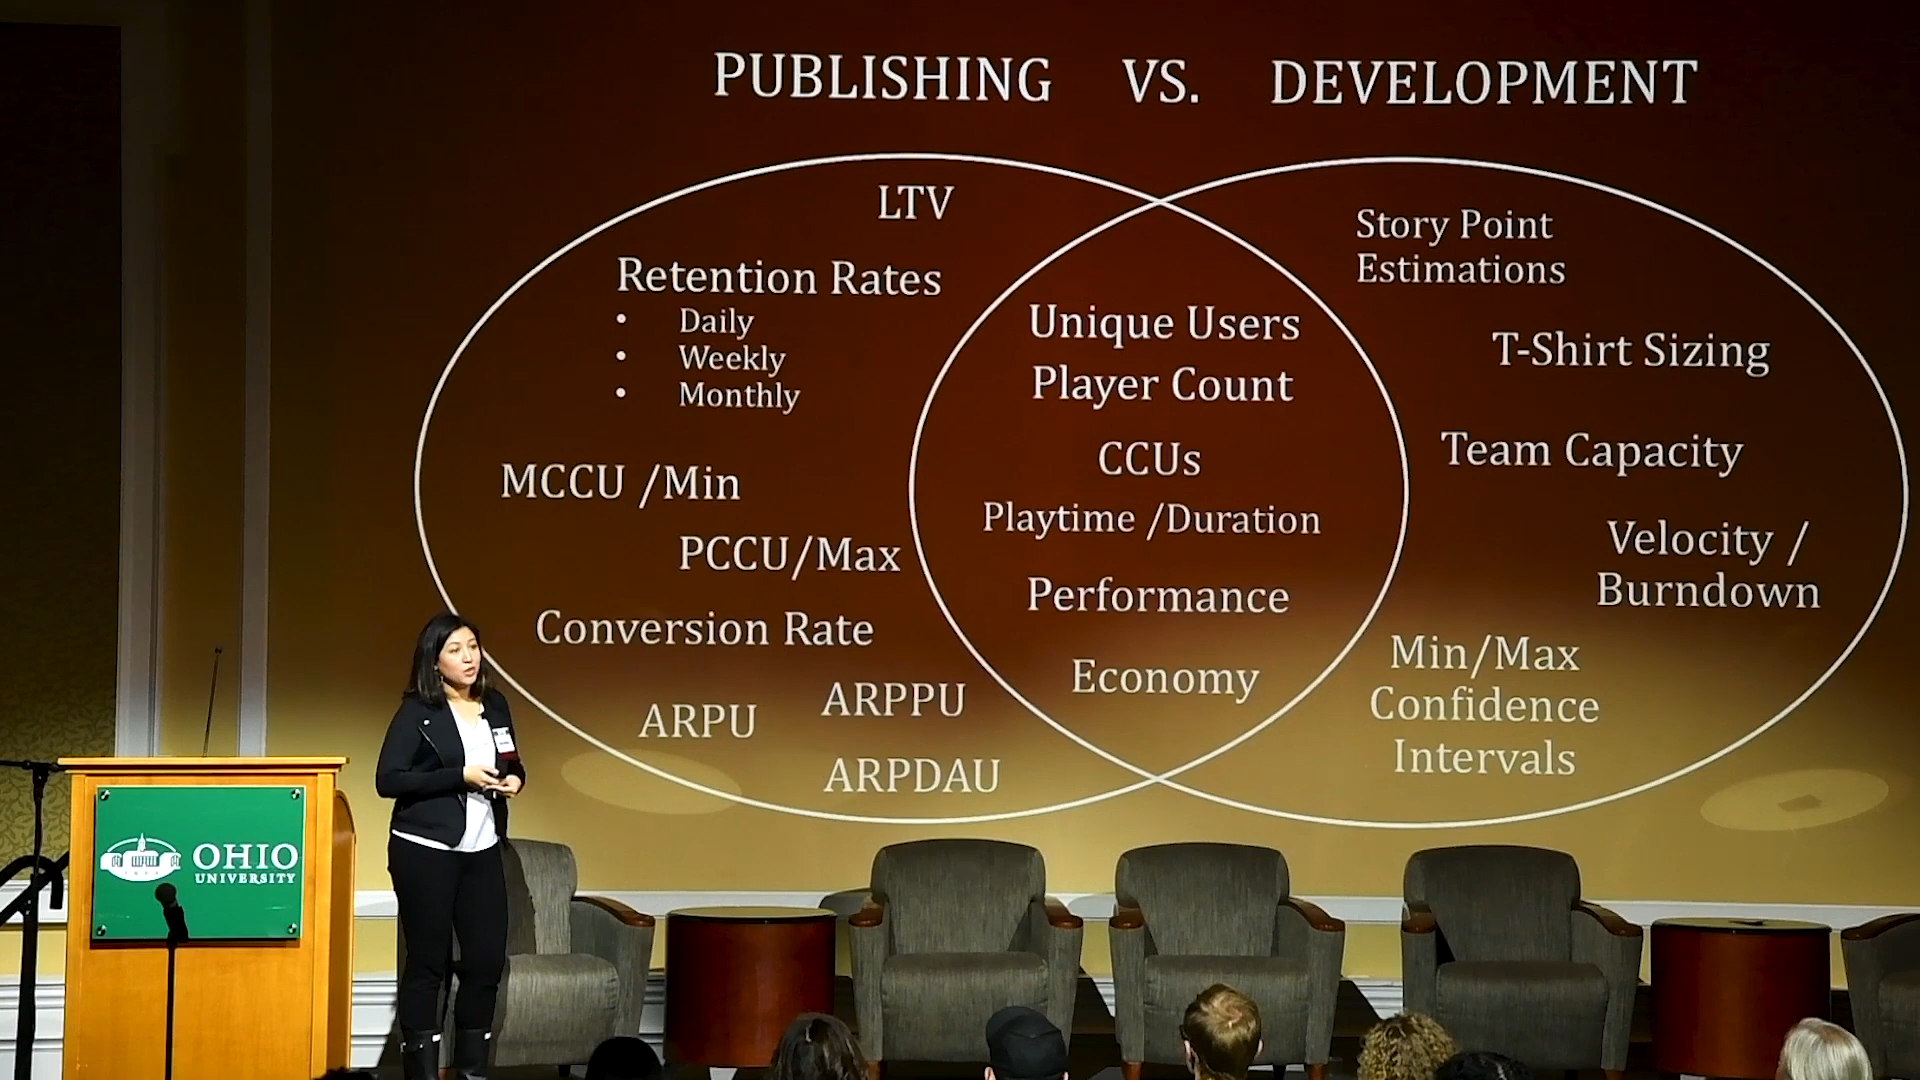 PUBLISHING VS. DEVELOPMENT
LTV
Retention Rates
• Daily
• Weekly
• Monthly
MCCU /Min
PCCU/Max
Conversion Rate
ARPU
ARPPU
ARPDAU
Unique Users
Player Count
CCUs
Playtime /Duration
Performance
Economy
Story Point
Estimations
T-Shirt Sizing
Team Capacity
Velocity /
Burndown
Min/Max
Confidence
Intervals
OHIO
UNIVERSITY